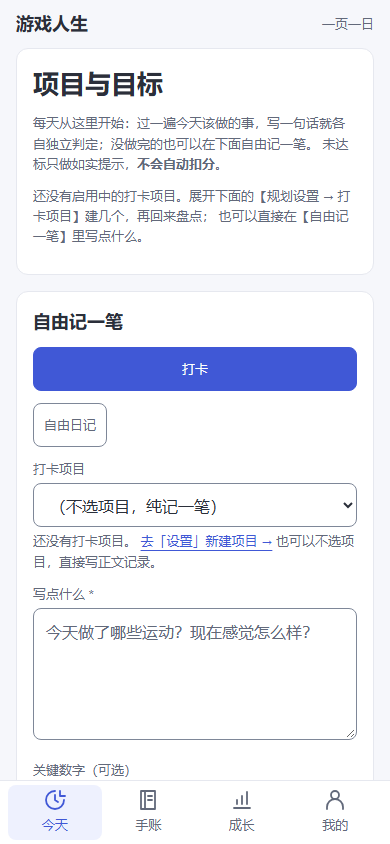 游戏人生
一页一日
项目与目标
每天从这里开始：过一遍今天该做的事，写一句话就各
自独立判定；没做完的也可以在下面自由记一笔。 未达
标只做如实提示，不会自动扣分。
还没有启用中的打卡项目。展开下面的【规划设置 → 打
卡项目】建几个，再回来盘点； 也可以直接在【自由记
一笔】里写点什么。
自由记一笔
打卡
自由日记
打卡项目
（不选项目，纯记一笔）
还没有打卡项目。 去「设置」新建项目 → 也可以不选项
目，直接写正文记录。
写点什么 *
今天做了哪些运动？现在感觉怎么样？
关键数字（可选）
今天
手账
成长
我的